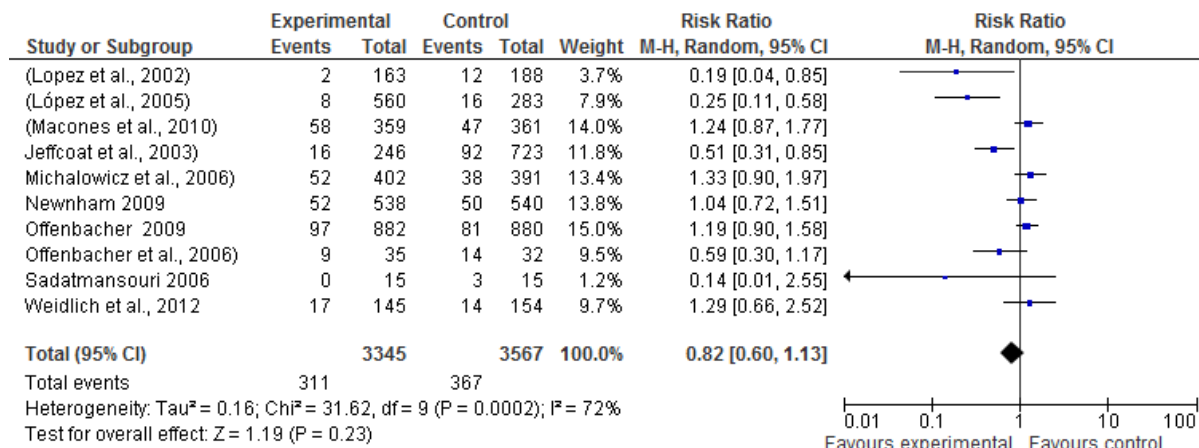 Experimental Control Risk Ratio Risk Ratio
Study or Subgroup Events Total Events Total Weight M-H, Random, 95% CI M-H, Random, 95% CI
(Lopez et al., 2002) 2 163 12 188 3.7% 0.19 [0.04, 0.85]
(López et al., 2005) 8 560 16 283 7.9% 0.25 [0.11, 0.58]
(Macones et al., 2010) 58 359 47 361 14.0% 1.24 [0.87, 1.77]
Jeffcoat et al., 2003) 16 246 92 723 11.8% 0.51 [0.31, 0.85]
Michalowicz et al., 2006) 52 402 38 391 13.4% 1.33 [0.90, 1.97]
Newnham 2009 52 538 50 540 13.8% 1.04 [0.72, 1.51]
Offenbacher 2009 97 882 81 880 15.0% 1.19 [0.90, 1.58]
Offenbacher et al., 2006) 9 35 14 32 9.5% 0.59 [0.30, 1.17]
Sadatmansouri 2006 0 15 3 15 1.2% 0.14 [0.01, 2.55]
Weidlich et al., 2012 17 145 14 154 9.7% 1.29 [0.66, 2.52]
Total (95% CI) 3345 3567 100.0% 0.82 [0.60, 1.13]
Total events 311 367
Heterogeneity: Tau² = 0.16; Chi² = 31.62, df = 9 (P = 0.0002); I² = 72%
Test for overall effect: Z = 1.19 (P = 0.23)
0.01 0.1 1 10 100
Favours experimental Favours control